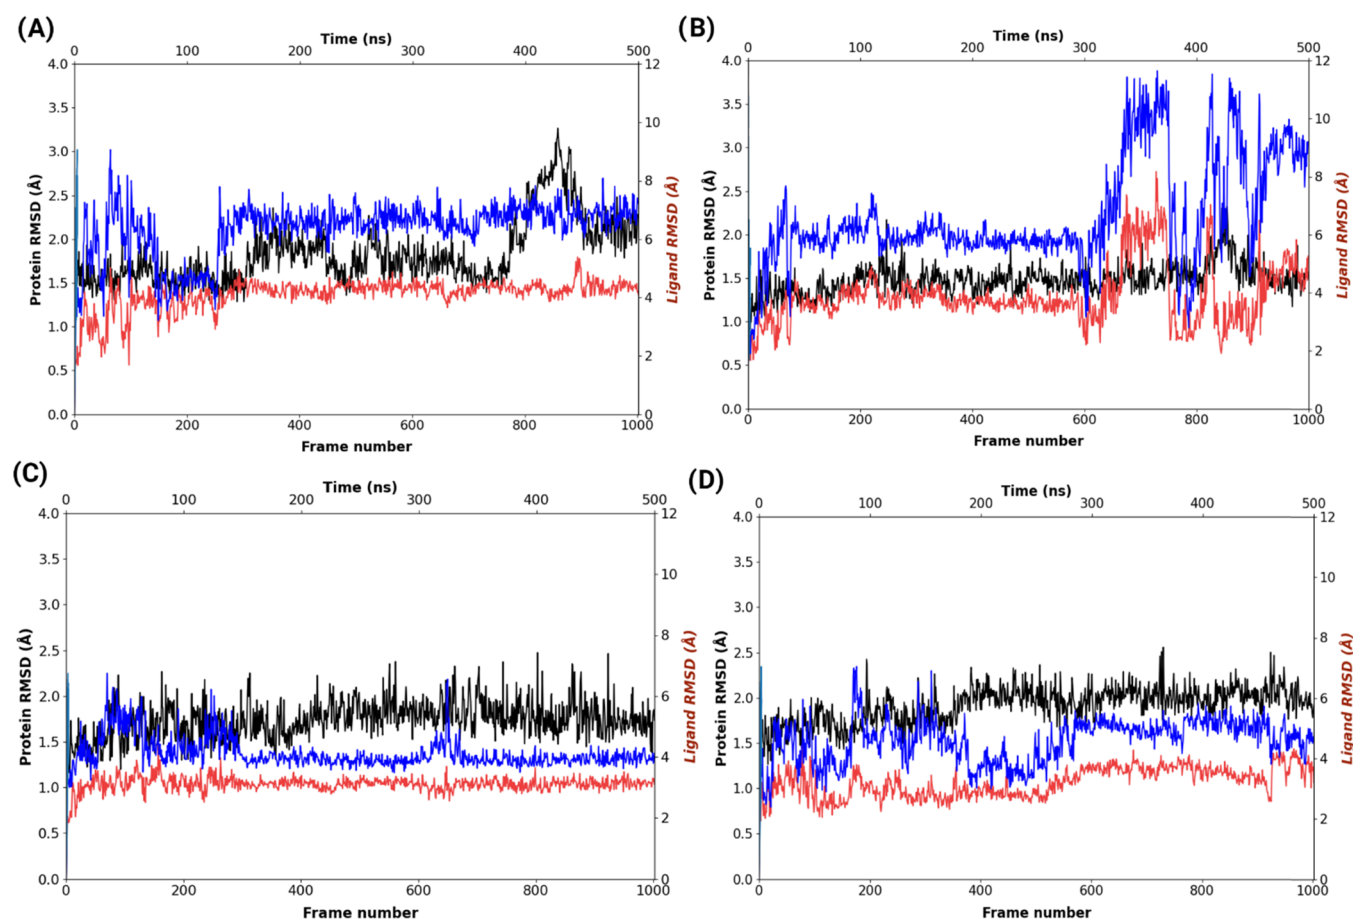 (A)
Time (ns)
0 100 200 300 400 500
4.0 3.5 3.0 2.5 2.0 1.5 1.0 0.5 0.0
Protein RMSD (Å)
12 10 8 6 4 2 0
Ligand RMSD (Å)
0 200 400 600 800 1000
Frame number
(B)
Time (ns)
0 100 200 300 400 500
4.0 3.5 3.0 2.5 2.0 1.5 1.0 0.5 0.0
Protein RMSD (Å)
12 10 8 6 4 2 0
Ligand RMSD (Å)
0 200 400 600 800 1000
Frame number
(C)
Time (ns)
0 100 200 300 400 500
4.0 3.5 3.0 2.5 2.0 1.5 1.0 0.5 0.0
Protein RMSD (Å)
12 10 8 6 4 2 0
Ligand RMSD (Å)
0 200 400 600 800 1000
Frame number
(D)
Time (ns)
0 100 200 300 400 500
4.0 3.5 3.0 2.5 2.0 1.5 1.0 0.5 0.0
Protein RMSD (Å)
12 10 8 6 4 2 0
Ligand RMSD (Å)
0 200 400 600 800 1000
Frame number